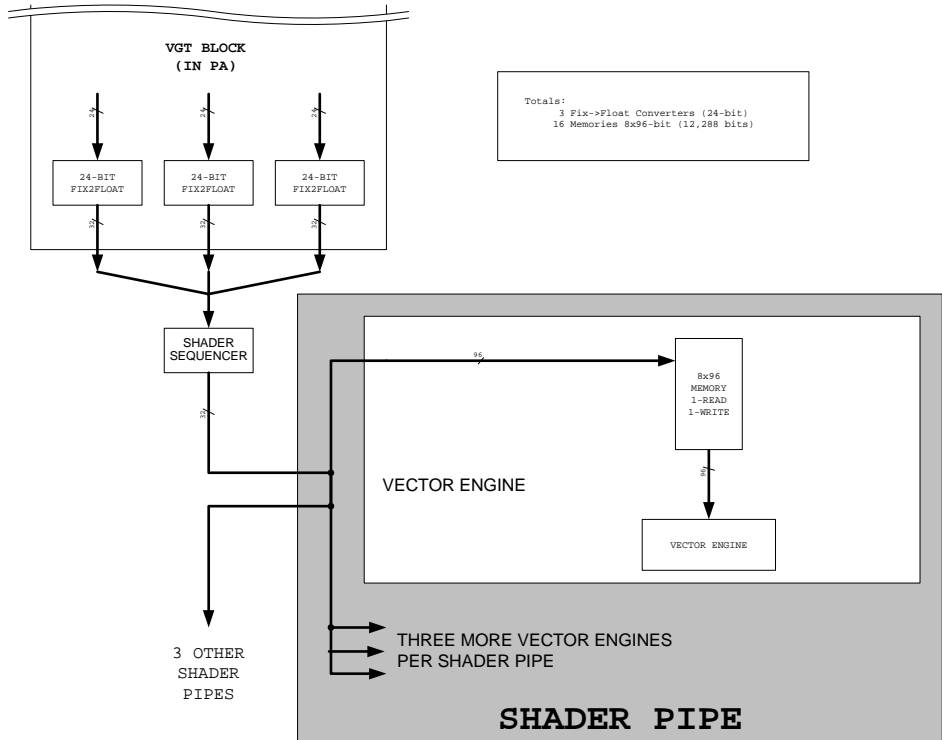 VGT BLOCK
(IN PA)
Totals:
3 Fix->Float Converters (24-bit)
16 Memories 8x96-bit (12,288 bits)
24
24
24
24-BIT
FIX2FLOAT
24-BIT
FIX2FLOAT
24-BIT
FIX2FLOAT
32
32
32
SHADER
SEQUENCER
32
96
8x96
MEMORY
1-READ
1-WRITE
96
VECTOR ENGINE
VECTOR ENGINE
3 OTHER
SHADER
PIPES
THREE MORE VECTOR ENGINES
PER SHADER PIPE
SHADER PIPE